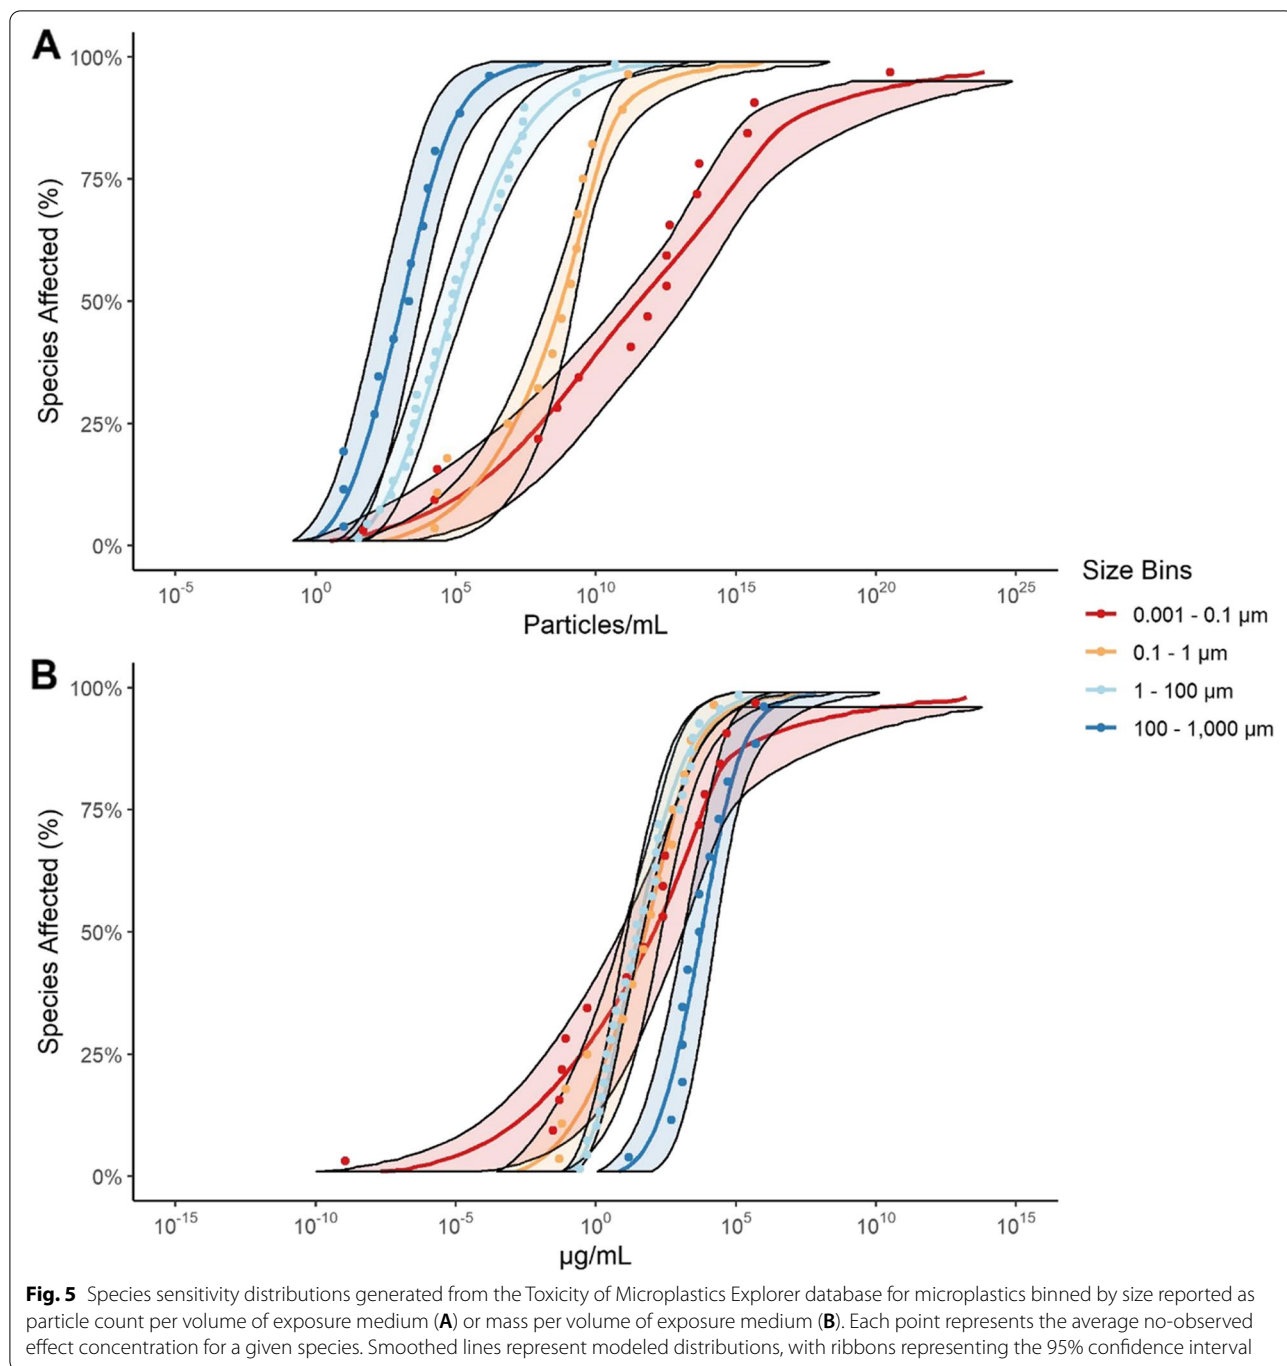 A
100%
75%
50%
25%
0%
Species Affected (%)
10-5 100 105 1010 1015 1020 1025
Particles/mL
Size Bins
0.001 - 0.1 µm
0.1 - 1 µm
1 - 100 µm
100 - 1,000 µm
B
100%
75%
50%
25%
0%
Species Affected (%)
10-15 10-10 10-5 100 105 1010 1015
µg/mL
Fig. 5 Species sensitivity distributions generated from the Toxicity of Microplastics Explorer database for microplastics binned by size reported as
particle count per volume of exposure medium (A) or mass per volume of exposure medium (B). Each point represents the average no-observed
effect concentration for a given species. Smoothed lines represent modeled distributions, with ribbons representing the 95% confidence interval